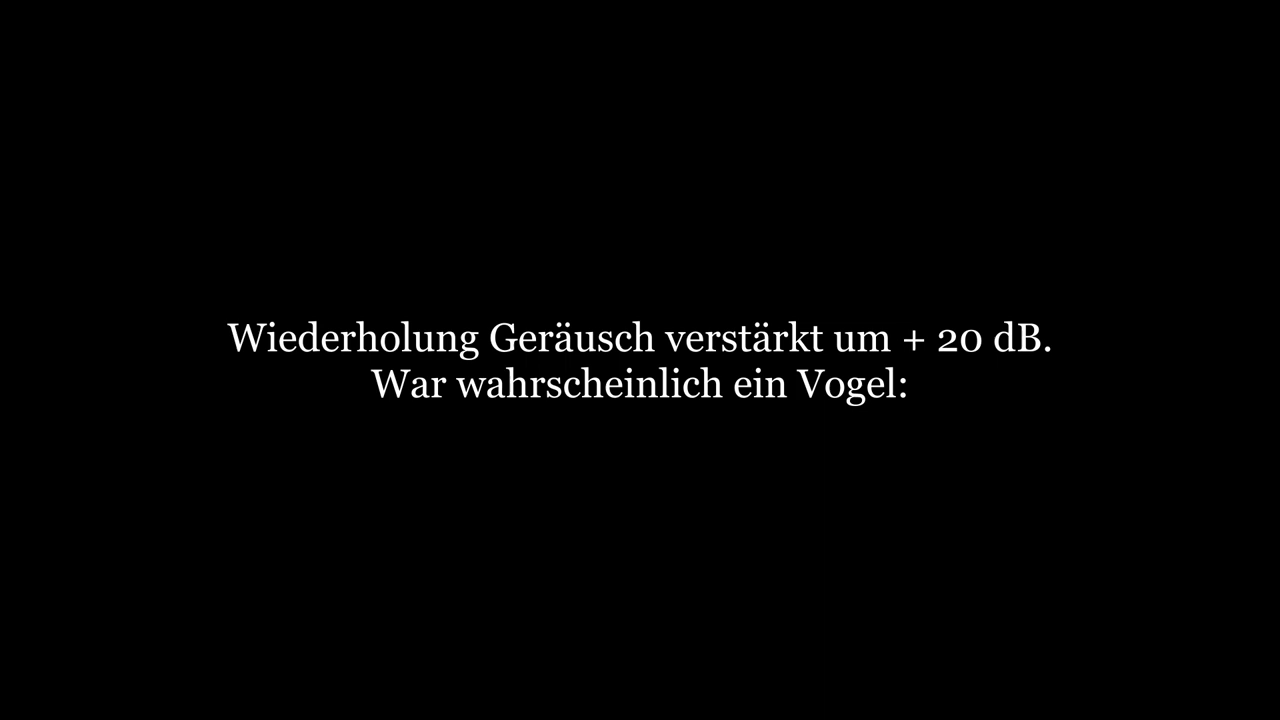 Wiederholung Geräusch verstärkt um + 20 dB.
War wahrscheinlich ein Vogel: